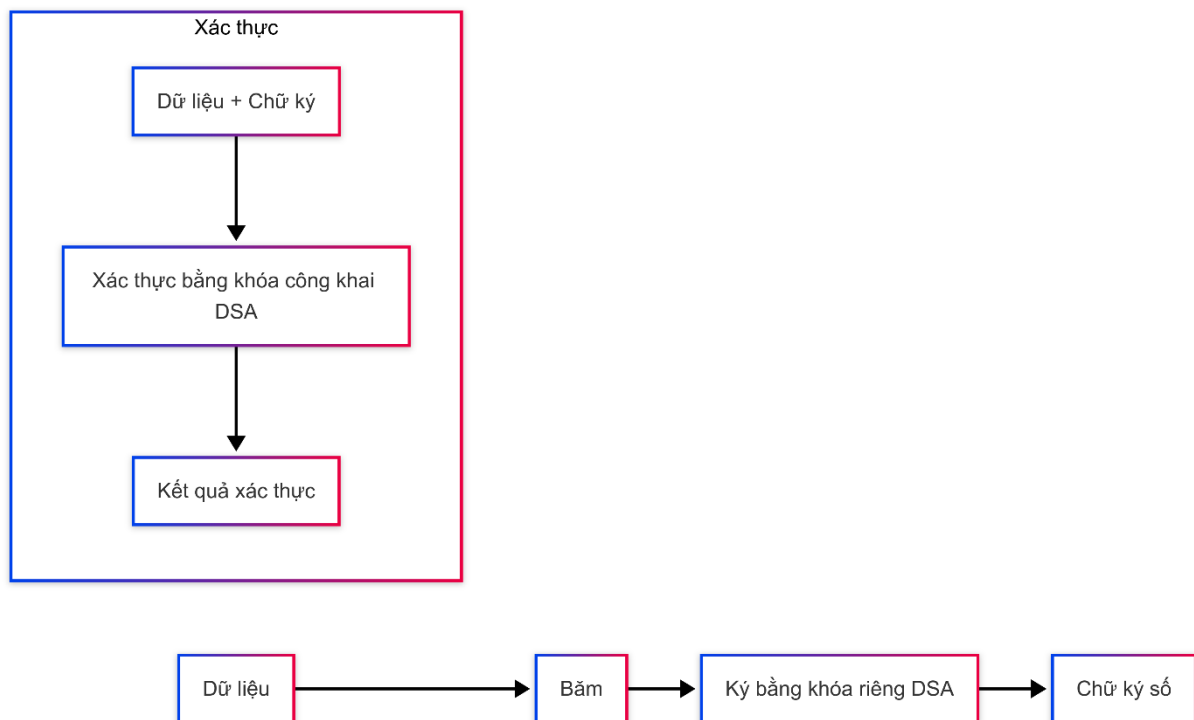 Xác thực
Dữ liệu + Chữ ký
Xác thực bằng khóa công khai
DSA
Kết quả xác thực
Dữ liệu
Băm
Ký bằng khóa riêng DSA
Chữ ký số